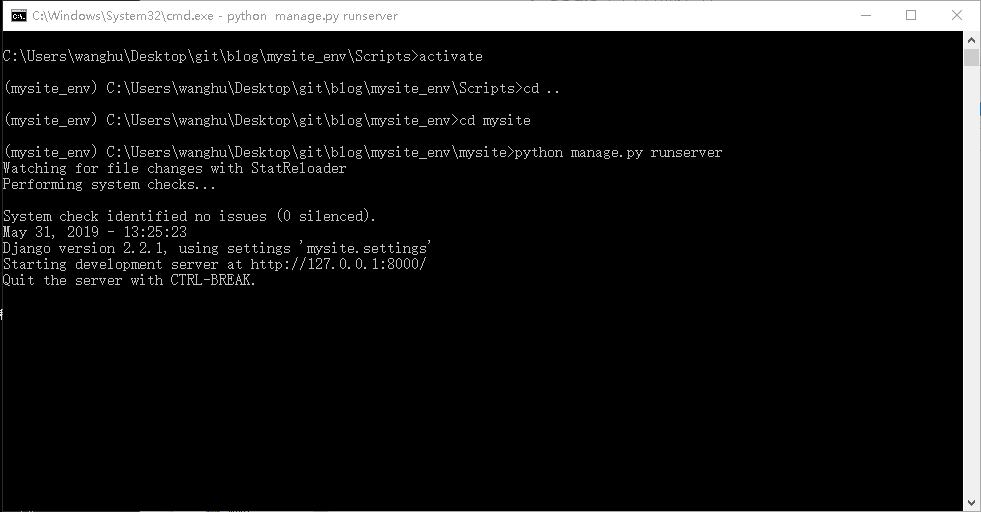 C:\Windows\System32\cmd.exe - python  manage.py runserver
C:\Users\wanghu\Desktop\git\blog\mysite_env\Scripts>activate
(mysite_env) C:\Users\wanghu\Desktop\git\blog\mysite_env\Scripts>cd ..
(mysite_env) C:\Users\wanghu\Desktop\git\blog\mysite_env>cd mysite
(mysite_env) C:\Users\wanghu\Desktop\git\blog\mysite_env\mysite>python manage.py runserver
Watching for file changes with StatReloader
Performing system checks...
System check identified no issues (0 silenced).
May 31, 2019 - 13:25:23
Django version 2.2.1, using settings 'mysite.settings'
Starting development server at http://127.0.0.1:8000/
Quit the server with CTRL-BREAK.